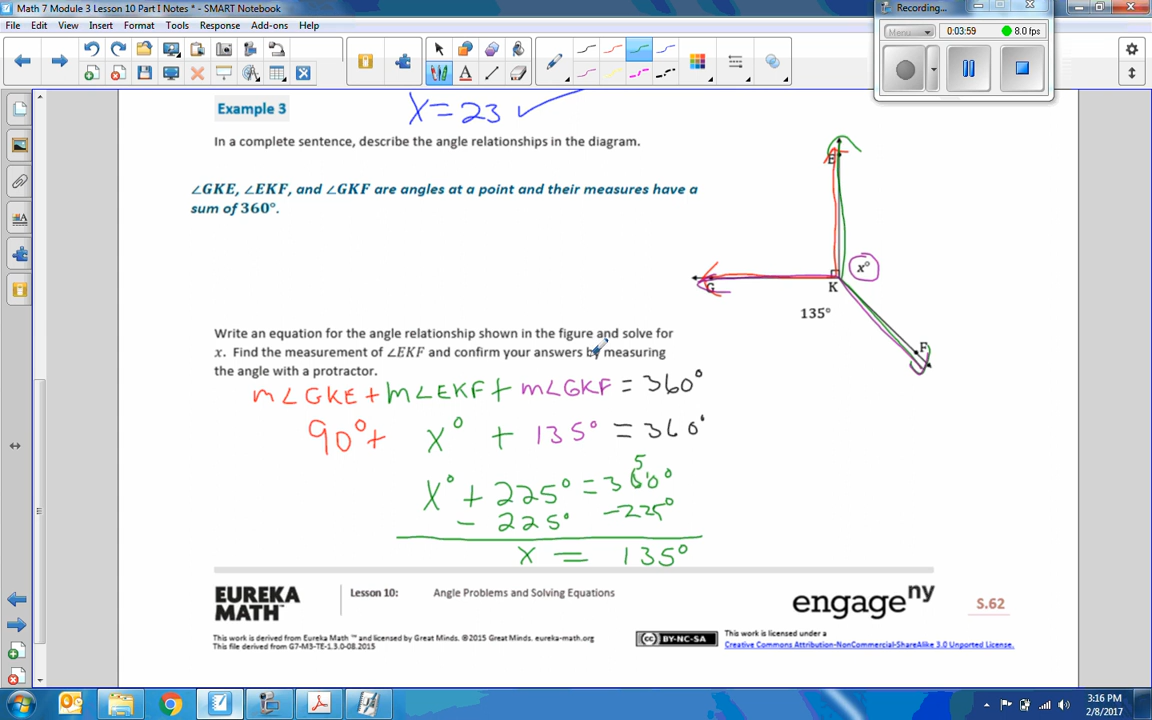 Math 7 Module 3 Lesson 10 Part I Notes * - SMART Notebook
Recording...
File Edit View Insert Format Tools Response Add-ons Help
Menu 0:03:59 8.0 fps
Example 3
X = 23 ✓
In a complete sentence, describe the angle relationships in the diagram.
∠GKE, ∠EKF, and ∠GKF are angles at a point and their measures have a
sum of 360°.
E
x°
G K
135°
F
Write an equation for the angle relationship shown in the figure and solve for
x. Find the measurement of ∠EKF and confirm your answers by measuring
the angle with a protractor.
m∠GKE + m∠EKF + m∠GKF = 360°
90° + x° + 135° = 360°
5
x° + 225° = 360°
- 225° -225°
x = 135°
EUREKA MATH™
Lesson 10: Angle Problems and Solving Equations
engage ny
S.62
This work is derived from Eureka Math ™ and licensed by Great Minds. ©2015 Great Minds. eureka-math.org
This file derived from G7-M3-TE-1.3.0-08.2015
(cc) BY-NC-SA
This work is licensed under a
Creative Commons Attribution-NonCommercial-ShareAlike 3.0 Unported License.
3:16 PM
2/8/2017